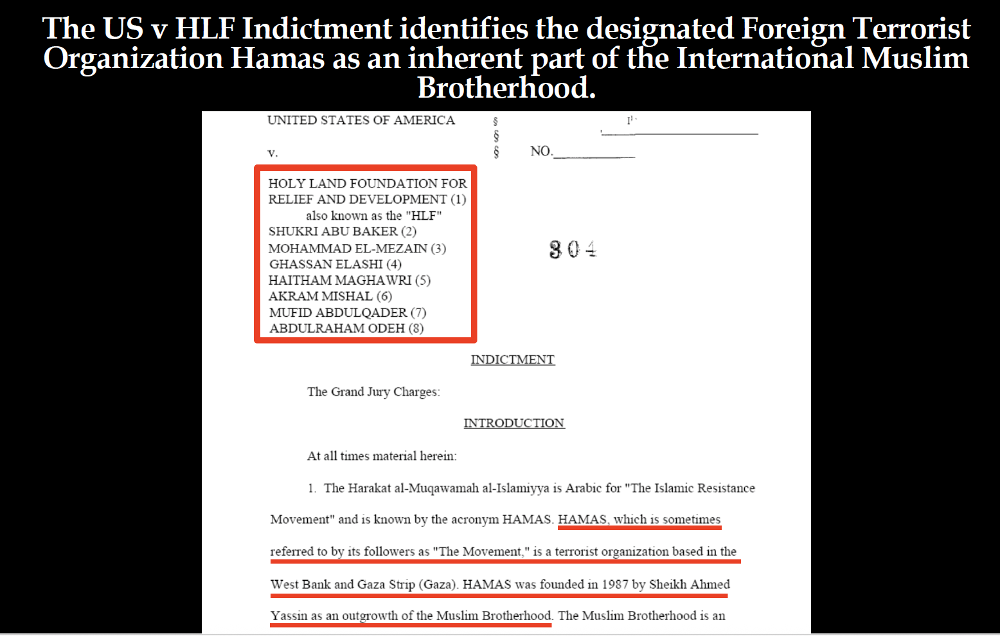 The US v HLF Indictment identifies the designated Foreign Terrorist
Organization Hamas as an inherent part of the International Muslim
Brotherhood.
UNITED STATES OF AMERICA §
§
v. § NO.
HOLY LAND FOUNDATION FOR
RELIEF AND DEVELOPMENT (1)
also known as the "HLF"
SHUKRI ABU BAKER (2)
MOHAMMAD EL-MEZAIN (3)
304
GHASSAN ELASHI (4)
HAITHAM MAGHAWRI (5)
AKRAM MISHAL (6)
MUFID ABDULQADER (7)
ABDULRAHAM ODEH (8)
INDICTMENT
The Grand Jury Charges:
INTRODUCTION
At all times material herein:
1. The Harakat al-Muqawamah al-Islamiyya is Arabic for "The Islamic Resistance
Movement" and is known by the acronym HAMAS. HAMAS, which is sometimes
referred to by its followers as "The Movement," is a terrorist organization based in the
West Bank and Gaza Strip (Gaza). HAMAS was founded in 1987 by Sheikh Ahmed
Yassin as an outgrowth of the Muslim Brotherhood. The Muslim Brotherhood is an